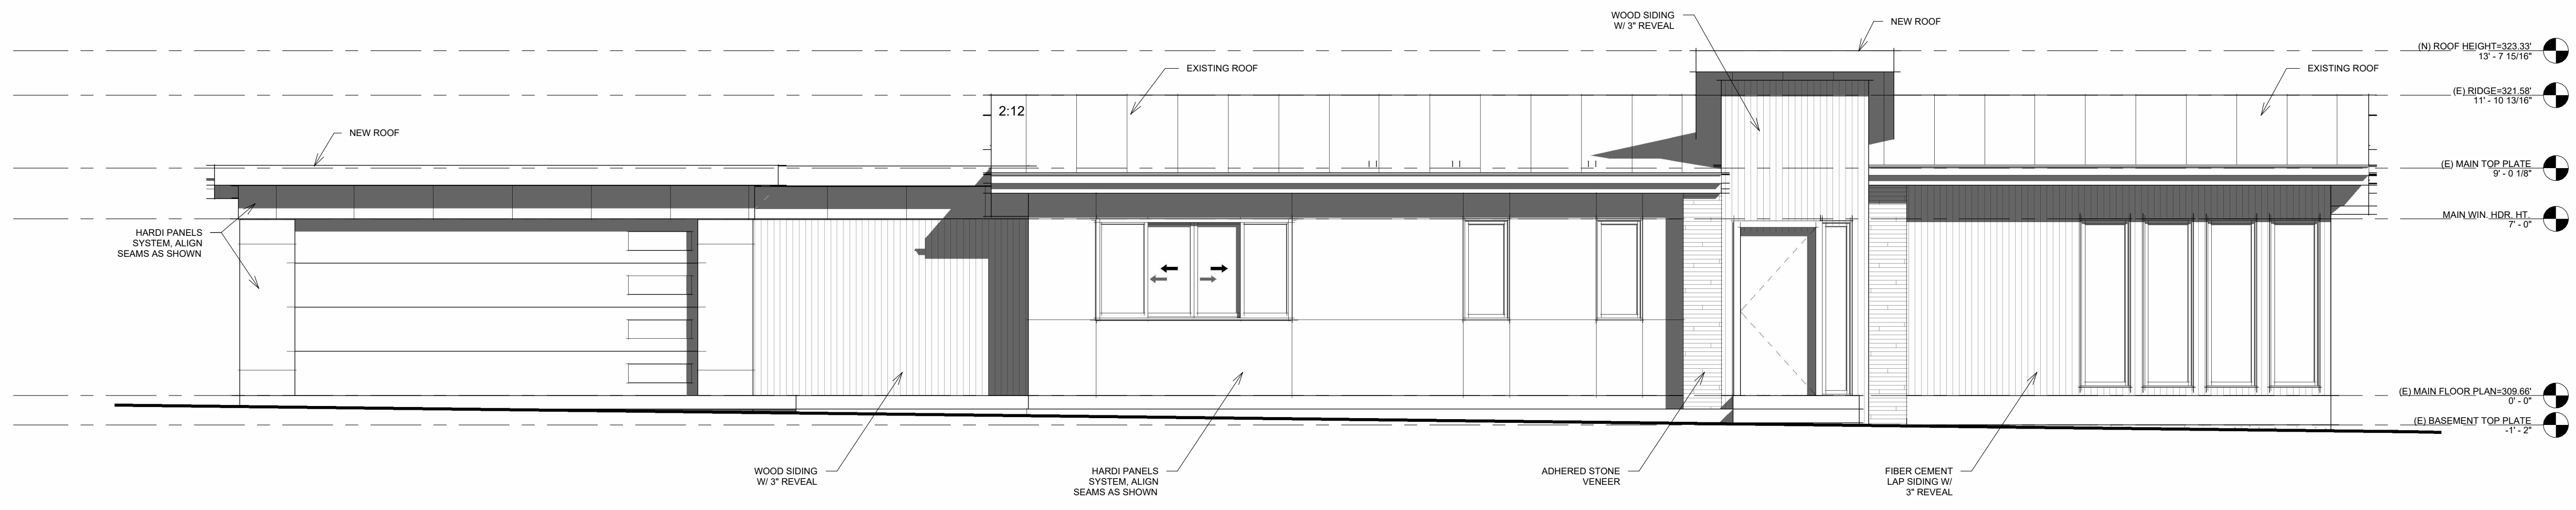 WOOD SIDING
W/ 3" REVEAL
NEW ROOF
(N) ROOF HEIGHT=323.33'
13' - 7 15/16"
EXISTING ROOF
EXISTING ROOF
(E) RIDGE=321.58'
11' - 10 13/16"
2:12
NEW ROOF
(E) MAIN TOP PLATE
9' - 0 1/8"
MAIN WIN. HDR. HT.
7' - 0"
HARDI PANELS
SYSTEM, ALIGN
SEAMS AS SHOWN
(E) MAIN FLOOR PLAN=309.66'
0' - 0"
(E) BASEMENT TOP PLATE
-1' - 2"
WOOD SIDING
W/ 3" REVEAL
HARDI PANELS
SYSTEM, ALIGN
SEAMS AS SHOWN
ADHERED STONE
VENEER
FIBER CEMENT
LAP SIDING W/
3" REVEAL